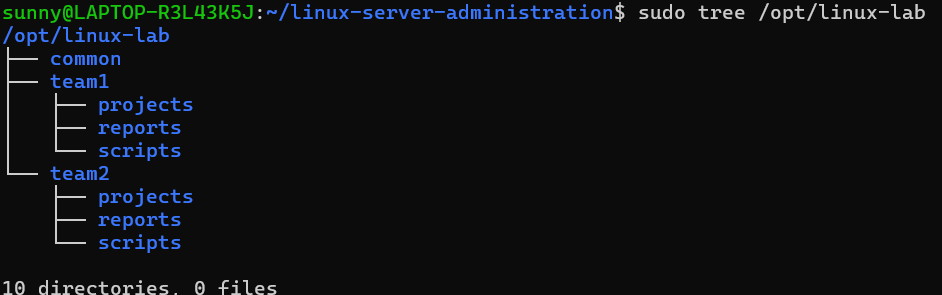 sunny@LAPTOP-R3L43K5J:~/linux-server-administration$ sudo tree /opt/linux-lab
/opt/linux-lab
├── common
├── team1
│   ├── projects
│   ├── reports
│   └── scripts
└── team2
    ├── projects
    ├── reports
    └── scripts
10 directories, 0 files